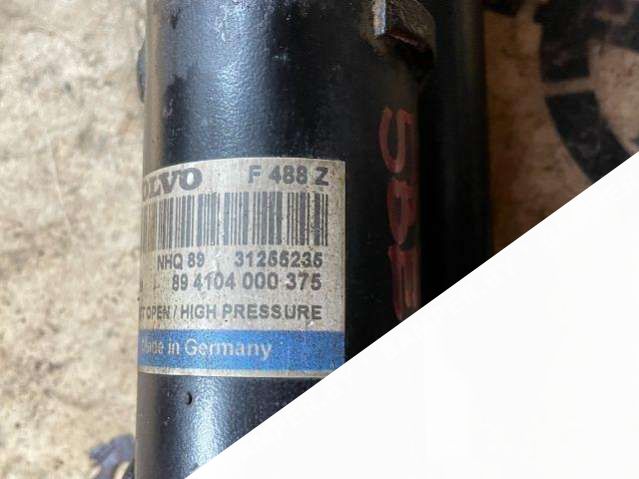 VOLVO F 488 Z
NHQ 89 31255235
89 4104 000 375
OPEN / HIGH PRESSURE
Made in Germany